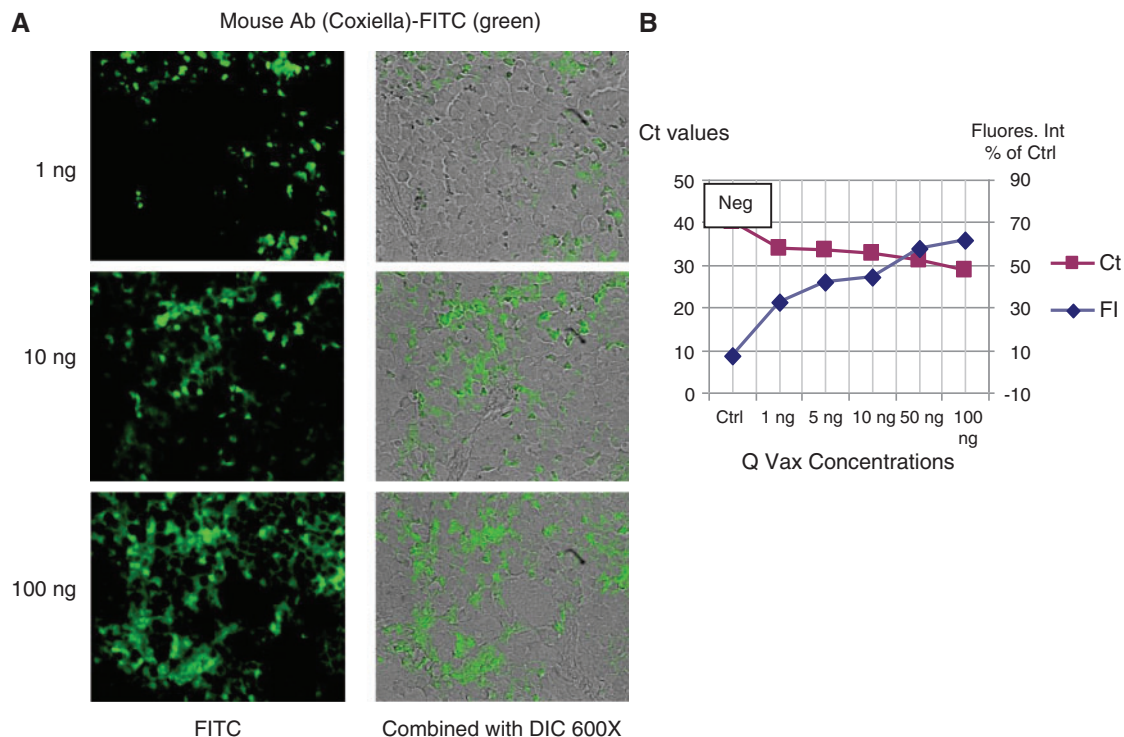 A
Mouse Ab (Coxiella)-FITC (green)
1 ng
10 ng
100 ng
FITC
Combined with DIC 600X
B
Ct values
Fluores. Int
% of Ctrl
50
40
30
20
10
0
Neg
90
70
50
30
10
-10
Ct
FI
Ctrl
1 ng
5 ng
10 ng
50 ng
100
ng
Q Vax Concentrations